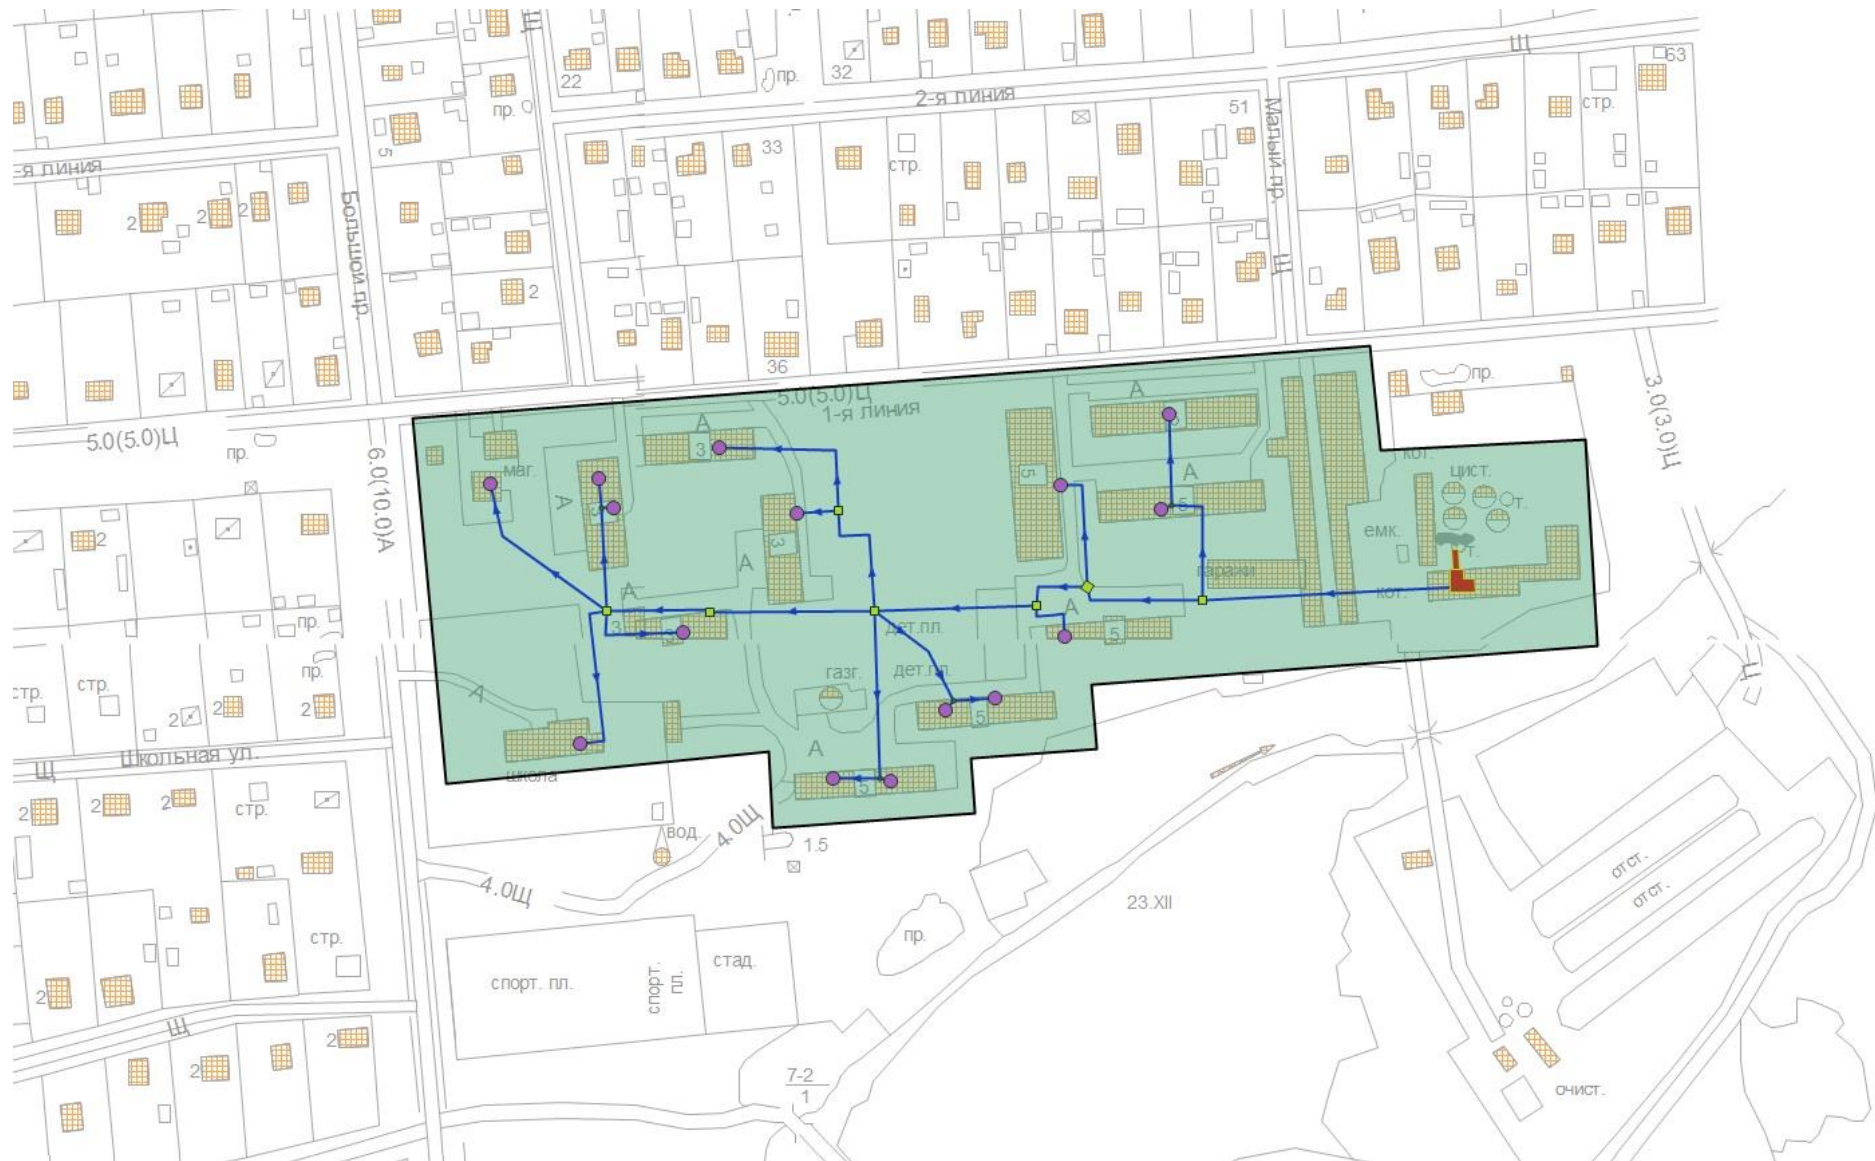 Щ
Щ
63
22
пр.
32
2-я линия
стр.
пр.
51
Малый пр.
5
33
стр.
-я линия
2
2
2
Большой пр.
Щ
2
36
5.0(5.0)Ц
1-я линия
пр.
3.0(3.0)Ц
5.0(5.0)Ц
пр.
6.0(10.0)А
А
А
3
маг.
А
5
А
кот.
цист.
3
5
т.
3
А
емк.
т.
2
гаражи
кот.
А
А
пр.
3
3
дет.пл.
5
газг.
дет.пл.
стр.
стр.
пр.
А
Ц
2
2
2
5
А
Школьная ул.
Щ
школа
5
2
2
2
стр.
вод.
4.0Щ
1.5
4.0Щ
отст.
отст.
23.XII
стр.
пр.
спорт. пл.
спорт.
пл.
стад.
2
Щ
2
2
7-2
1
очист.